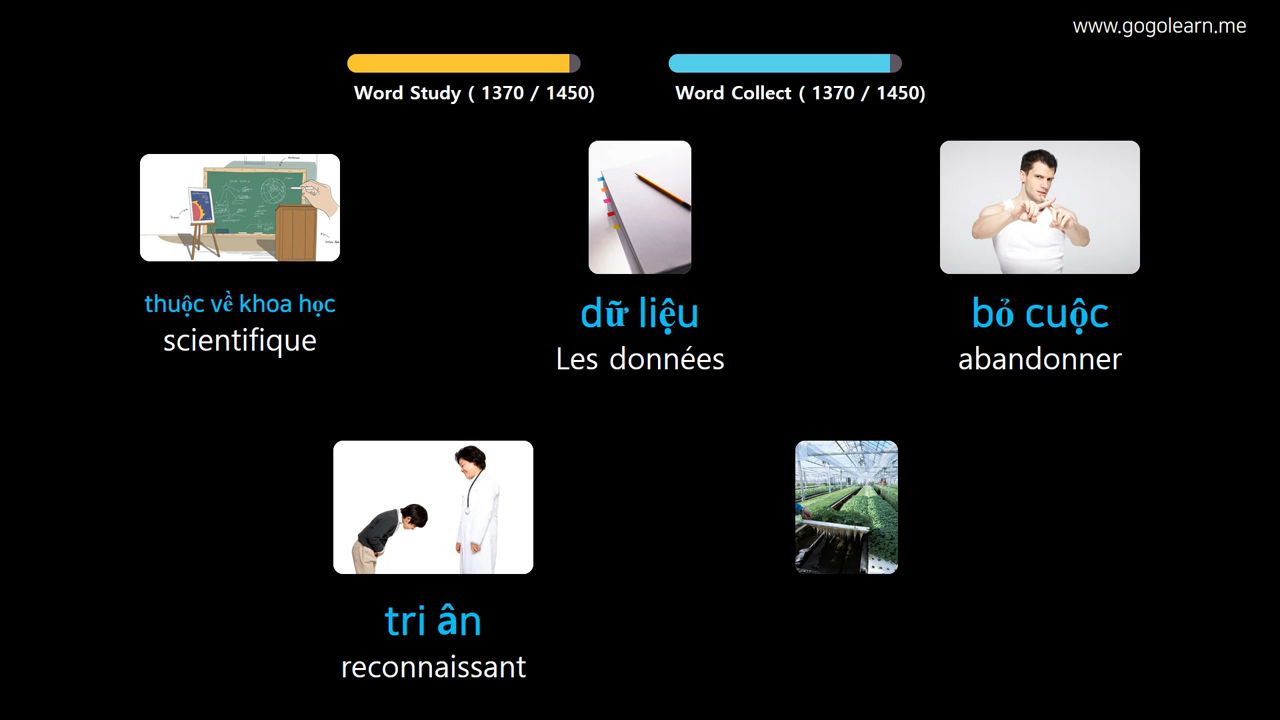 www.gogolearn.me
Word Study ( 1370 / 1450)
Word Collect ( 1370 / 1450)
thuộc về khoa học
scientifique
dữ liệu
Les données
bỏ cuộc
abandonner
tri ân
reconnaissant